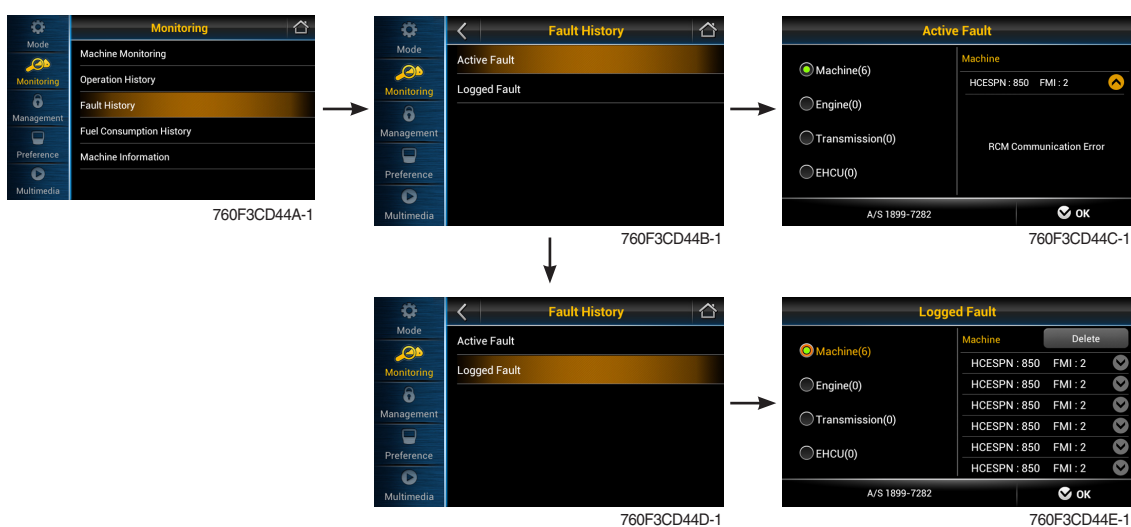 Monitoring
Mode
Monitoring
Management
Preference
Multimedia
Machine Monitoring
Operation History
Fault History
Fuel Consumption History
Machine Information
760F3CD44A-1
Fault History
Mode
Monitoring
Management
Preference
Multimedia
Active Fault
Logged Fault
760F3CD44B-1
Active Fault
Machine(6)
Engine(0)
Transmission(0)
EHCU(0)
Machine
HCESPN : 850 FMI : 2
RCM Communication Error
A/S 1899-7282
OK
760F3CD44C-1
Fault History
Mode
Monitoring
Management
Preference
Multimedia
Active Fault
Logged Fault
760F3CD44D-1
Logged Fault
Machine(6)
Engine(0)
Transmission(0)
EHCU(0)
Machine
Delete
HCESPN : 850 FMI : 2
HCESPN : 850 FMI : 2
HCESPN : 850 FMI : 2
HCESPN : 850 FMI : 2
HCESPN : 850 FMI : 2
HCESPN : 850 FMI : 2
A/S 1899-7282
OK
760F3CD44E-1